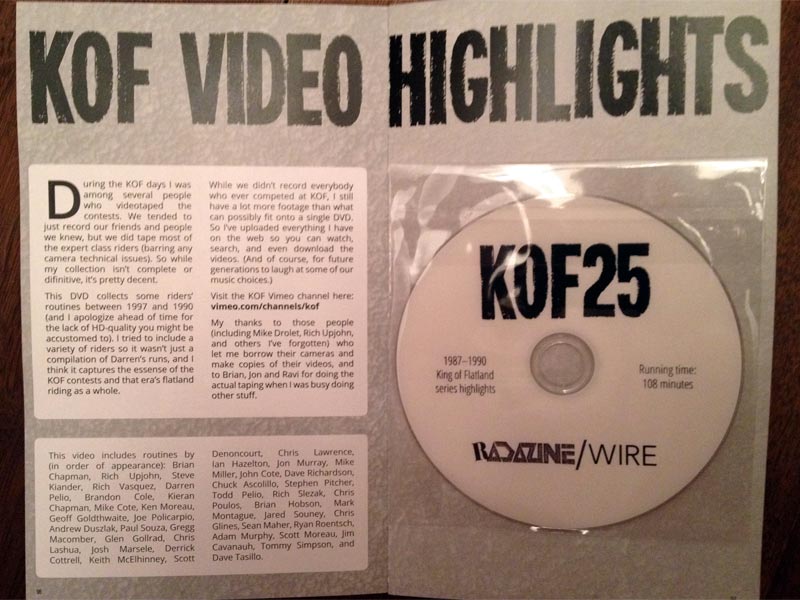 KOF VIDEO HIGHLIGHTS
During the KOF days I was
among several people
who videotaped the
contests. We tended to
just record our friends and people
we knew, but we did tape most of
the expert class riders (barring any
camera technical issues). So while
my collection isn't complete or
difinitive, it's pretty decent.
This DVD collects some riders'
routines between 1997 and 1990
(and I apologize ahead of time for
the lack of HD-quality you might be
accustomed to). I tried to include a
variety of riders so it wasn't just a
compilation of Darren's runs, and I
think it captures the essense of the
KOF contests and that era's flatland
riding as a whole.
While we didn't record everybody
who ever competed at KOF, I still
have a lot more footage than what
can possibly fit onto a single DVD.
So I've uploaded everything I have
on the web so you can watch,
search, and even download the
videos. (And of course, for future
generations to laugh at some of our
music choices.)
Visit the KOF Vimeo channel here:
vimeo.com/channels/kof
My thanks to those people
(including Mike Drolet, Rich Upjohn,
and others I've forgotten) who
let me borrow their cameras and
make copies of their videos, and
to Brian, Jon and Ravi for doing the
actual taping when I was busy doing
other stuff.
This video includes routines by
(in order of appearance): Brian
Chapman, Rich Upjohn, Steve
Kiander, Rich Vasquez, Darren
Pelio, Brandon Cole, Kieran
Chapman, Mike Cote, Ken Moreau,
Geoff Goldthwaite, Joe Policarpio,
Andrew Duszlak, Paul Souza, Gregg
Macomber, Glen Gollrad, Chris
Lashua, Josh Marsele, Derrick
Cottrell, Keith McElhinney, Scott
Denoncourt, Chris Lawrence,
Ian Hazelton, Jon Murray, Mike
Miller, John Cote, Dave Richardson,
Chuck Ascolillo, Stephen Pitcher,
Todd Pelio, Rich Slezak, Chris
Poulos, Brian Hobson, Mark
Montague, Jared Souney, Chris
Glines, Sean Maher, Ryan Roentsch,
Adam Murphy, Scott Moreau, Jim
Cavanauh, Tommy Simpson, and
Dave Tasillo.
KOF25
1987–1990
King of Flatland
series highlights
Running time:
108 minutes
RADAZINE/WIRE